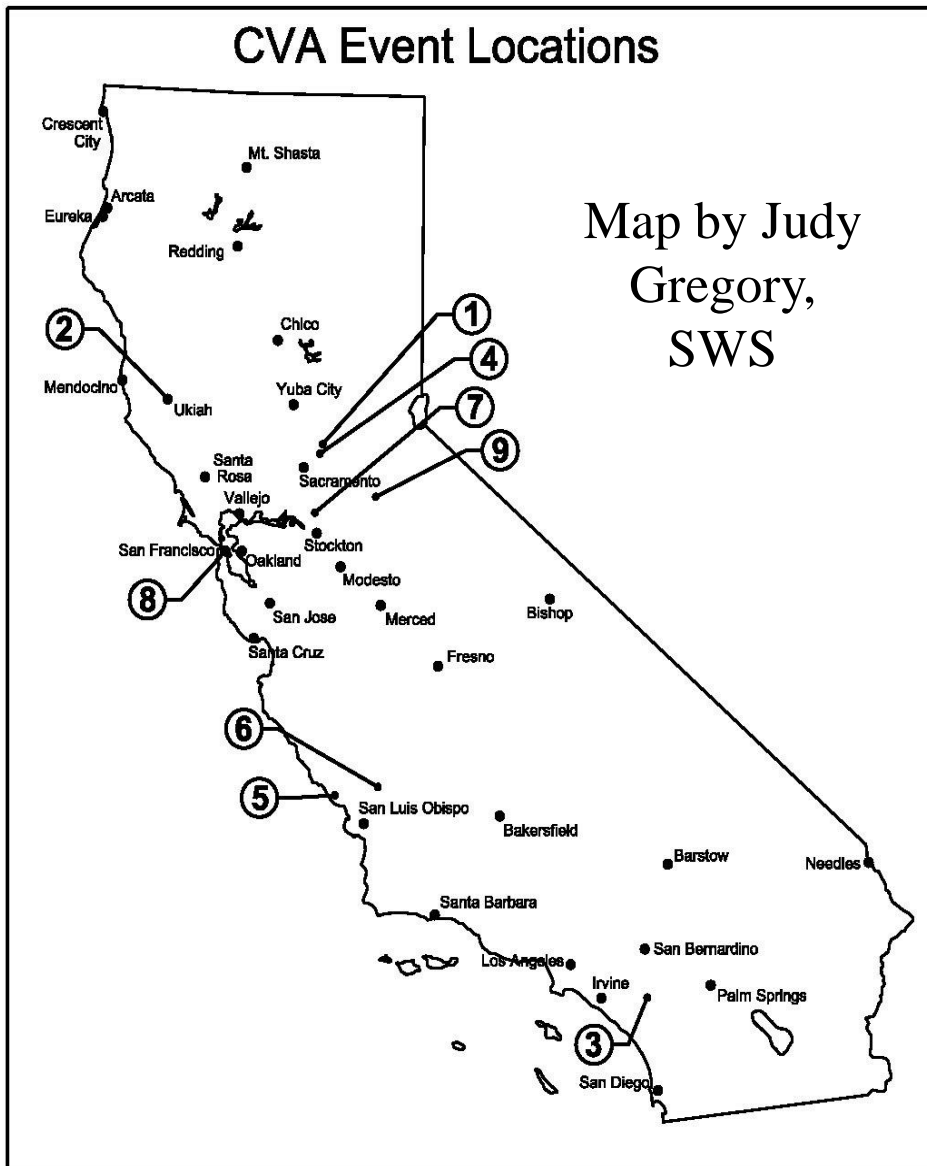 CVA Event Locations
Crescent
City
Mt. Shasta
Arcata
Eureka
Redding
Map by Judy
Gregory,
SWS
Chico
1
2
4
Mendocino
Yuba City
Ukiah
7
9
Santa
Rosa
Sacramento
Vallejo
San Francisco
Oakland
Stockton
Modesto
8
San Jose
Merced
Bishop
Santa Cruz
Fresno
6
5
San Luis Obispo
Bakersfield
Barstow
Needles
Santa Barbara
San Bernardino
Los Angeles
Irvine
Palm Springs
3
San Diego